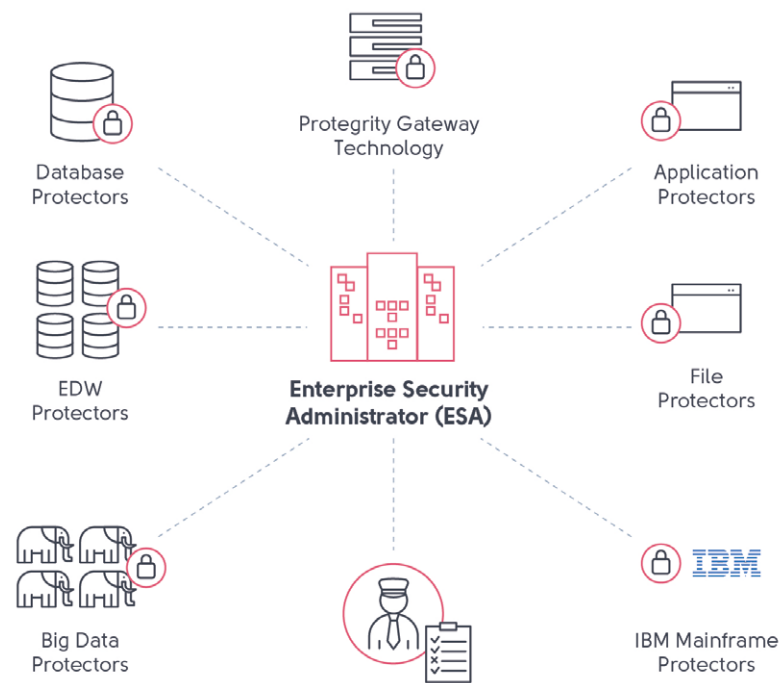 Protegrity Gateway
Technology
Database
Protectors
Application
Protectors
EDW
Protectors
Enterprise Security
Administrator (ESA)
File
Protectors
Big Data
Protectors
IBM
IBM Mainframe
Protectors